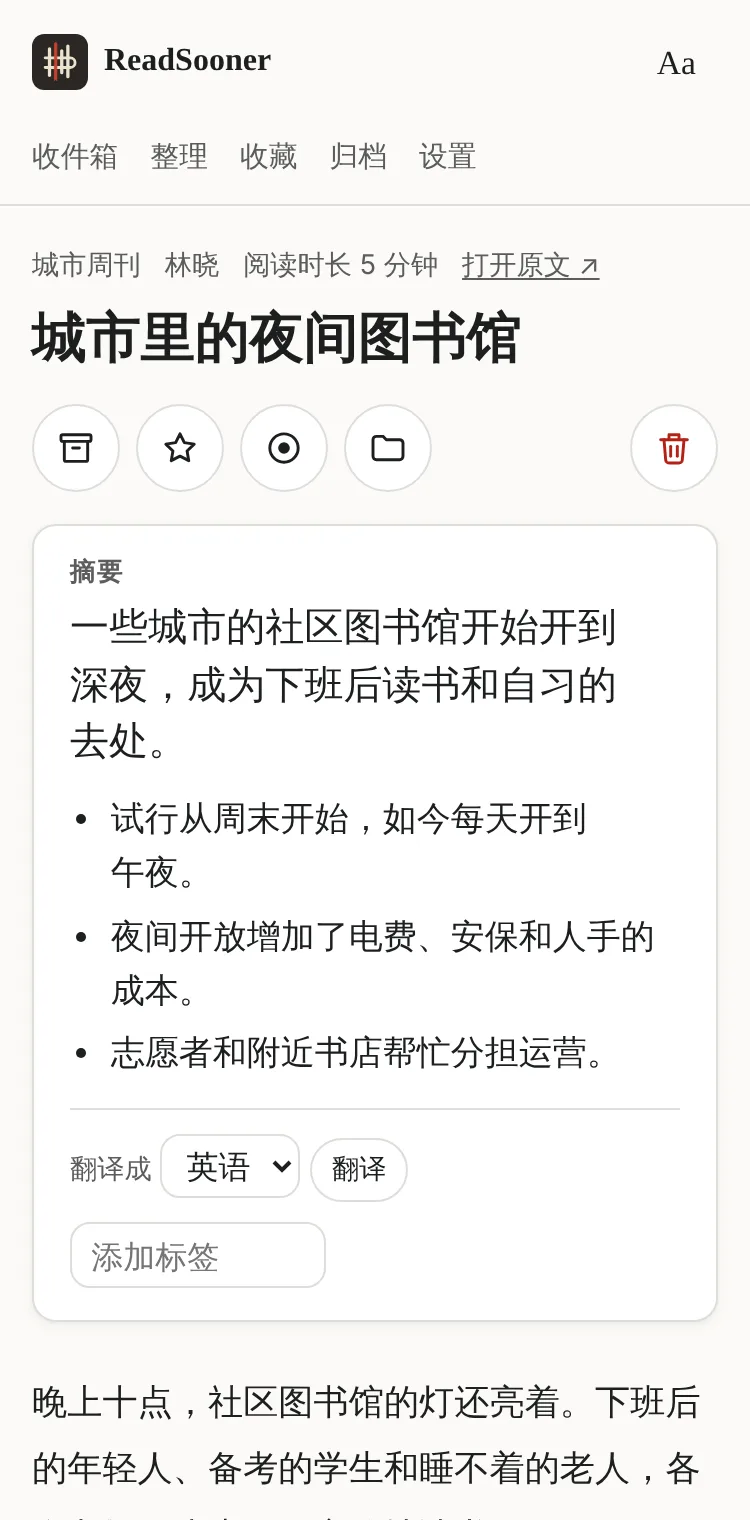 ReadSooner
Aa
收件箱 整理 收藏 归档 设置
城市周刊 林晓 阅读时长 5 分钟 打开原文 ↗
城市里的夜间图书馆
摘要
一些城市的社区图书馆开始开到
深夜，成为下班后读书和自习的
去处。
• 试行从周末开始，如今每天开到
午夜。
• 夜间开放增加了电费、安保和人手的
成本。
• 志愿者和附近书店帮忙分担运营。
翻译成 英语 翻译
添加标签
晚上十点，社区图书馆的灯还亮着。下班后
的年轻人、备考的学生和睡不着的老人，各